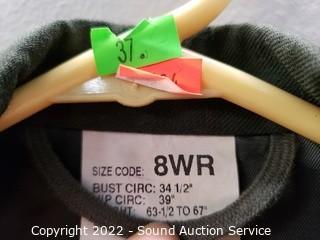 37.
SIZE CODE: 8WR
BUST CIRC: 34 1/2"
HIP CIRC: 39"
63-1/2 TO 67"
Copyright 2022 - Sound Auction Service